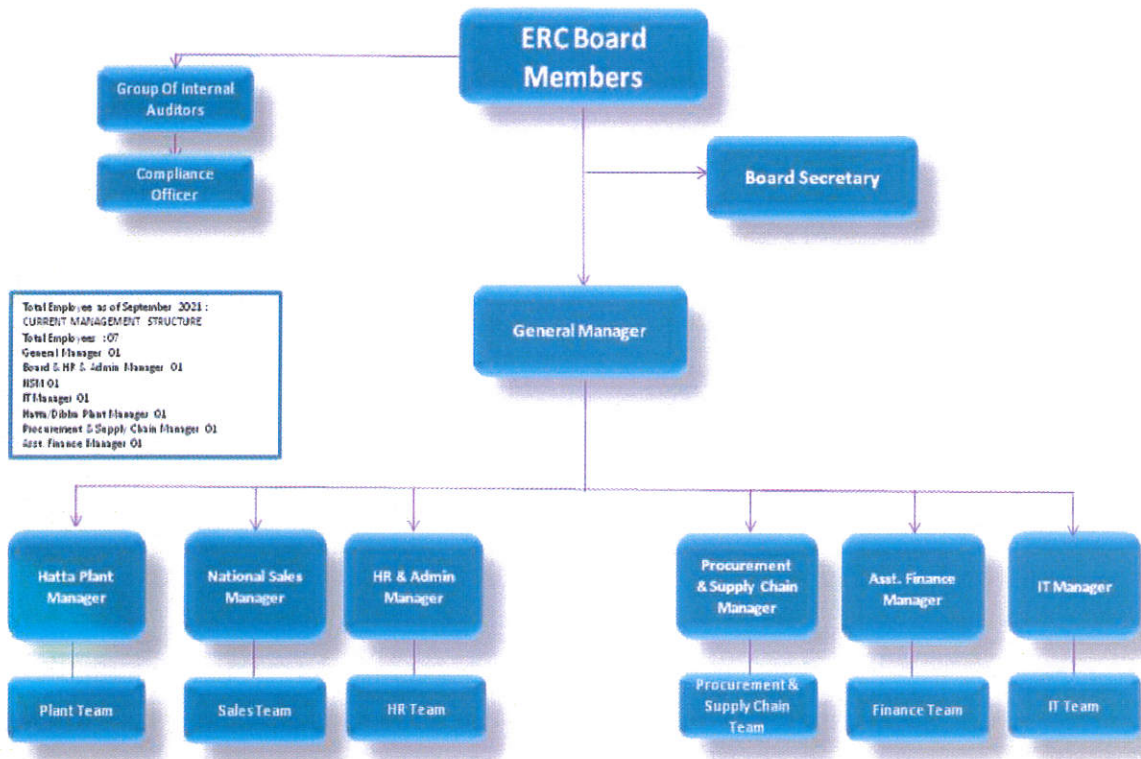 ERC Board
Members
Group Of Internal
Auditors
Compliance
Officer
Board Secretary
General Manager
Total Employee as of September 2021 :
CURRENT MANAGEMENT STRUCTURE
Total Employees :07
General Manager 01
Board & HR & Admin Manager 01
NSM 01
IT Manager 01
Hatta/Dibba Plant Manager 01
Procurement & Supply Chain Manager 01
Asst. Finance Manager 01
Hatta Plant
Manager
National Sales
Manager
HR & Admin
Manager
Procurement
& Supply Chain
Manager
Asst. Finance
Manager
IT Manager
Plant Team
Sales Team
HR Team
Procurement &
Supply Chain
Team
Finance Team
IT Team